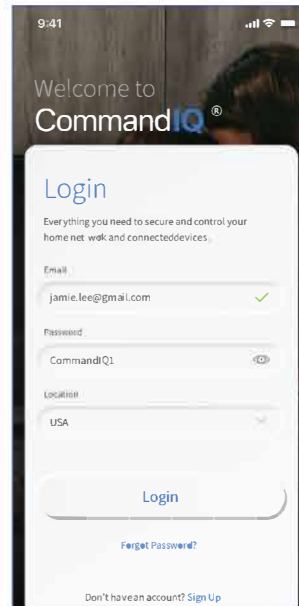 9:41
Welcome to
CommandIQ®
Login
Everything you need to secure and control your
home net wok and connecteddevices.
Email
jamie.lee@gmail.com
Password
CommandIQ1
Location
USA
Login
Forgot Password?
Don't have an account? Sign Up